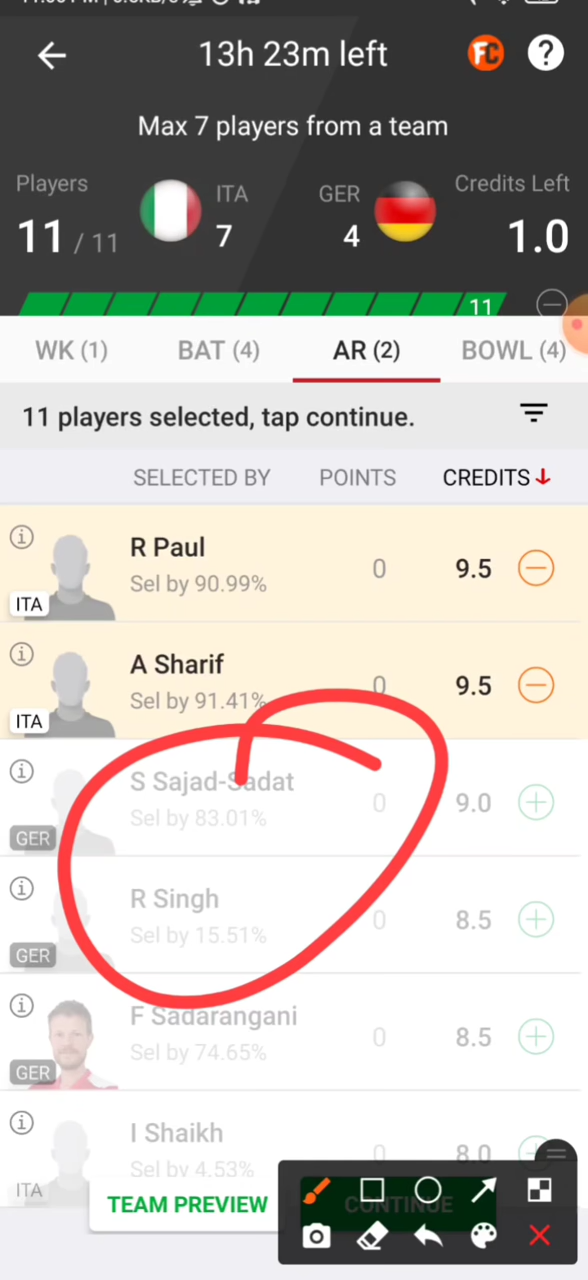 13h 23m left
FC
?
Max 7 players from a team
Players
ITA
GER
Credits Left
11 / 11
7
4
1.0
11
WK (1)
BAT (4)
AR (2)
BOWL (4)
11 players selected, tap continue.
SELECTED BY
POINTS
CREDITS
R Paul
Sel by 90.99%
0
9.5
ITA
A Sharif
Sel by 91.41%
0
9.5
ITA
S Sajad-Sadat
Sel by 83.01%
0
9.0
GER
R Singh
Sel by 15.51%
0
8.5
GER
F Sadarangani
Sel by 74.65%
0
8.5
GER
I Shaikh
Sel by 4.53%
0
8.0
ITA
TEAM PREVIEW
CONTINUE